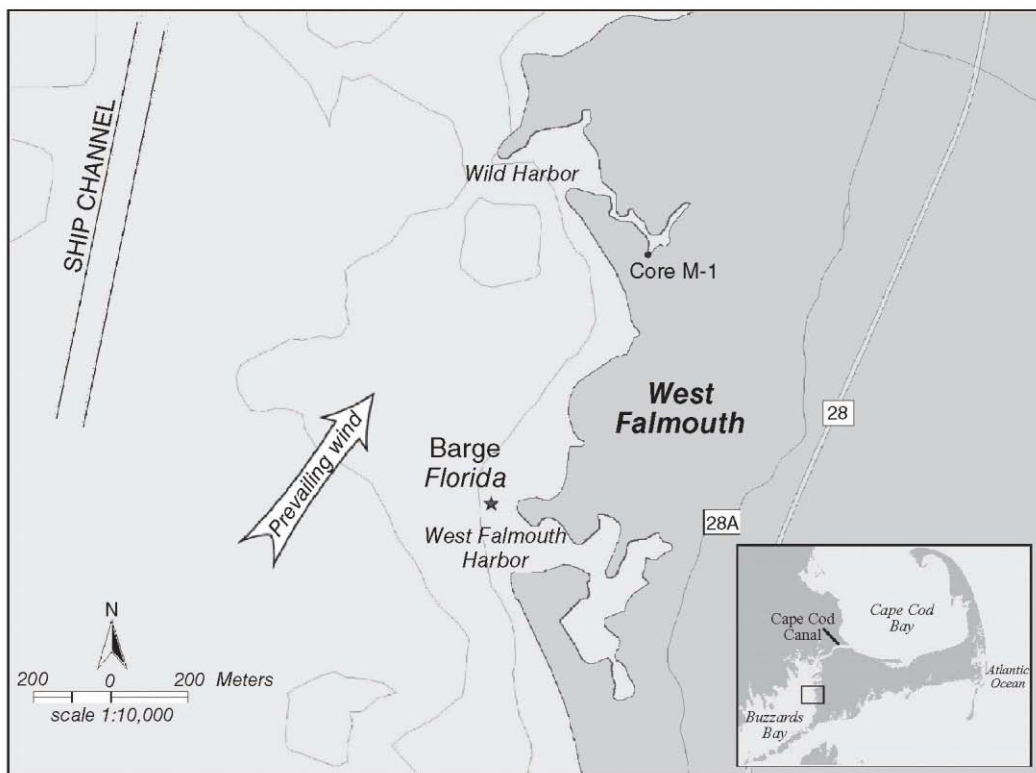 SHIP CHANNEL
Wild Harbor
Core M-1
West
Falmouth
28
Prevailing wind
Barge
Florida
28A
West Falmouth
Harbor
N
200 0 200 Meters
scale 1:10,000
Cape Cod
Canal
Cape Cod
Bay
Atlantic
Ocean
Buzzards
Bay